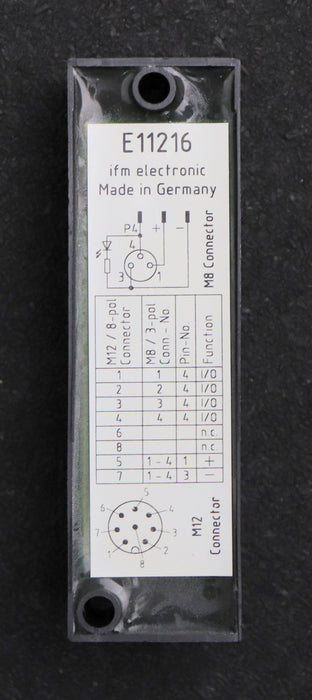 E11216
ifm electronic
Made in Germany
P4 + -
4
3 1
M8 Connector
M12 / 8-pol Connector M8 / 3-pol Conn - No Pin-No. Function
1 1 4 I/O
2 2 4 I/O
3 3 4 I/O
4 4 4 I/O
6 n.c.
8 n.c.
5 1-4 1 +
7 1-4 3 -
5
6 4
7 3
1 2
8
M12 Connector